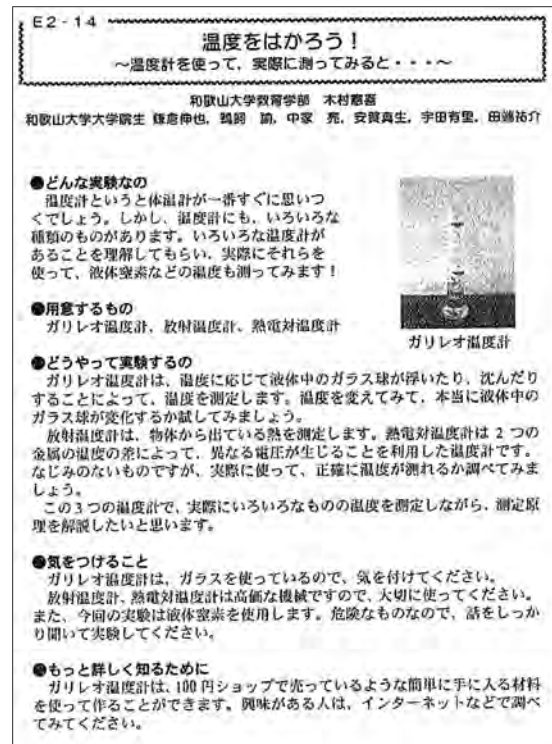 E2-14
温度をはかろう！
～温度計を使って、実際に測ってみると・・・～
和歌山大学教育学部 木村憲喜
和歌山大学大学院生 鎌倉伸也，鵜飼 諭，中家 亮，安賀真生，宇田有里，田端祐介
●どんな実験なの
温度計というと体温計が一番すぐに思いつ
くでしょう。しかし、温度計にも、いろいろな
種類のものがあります。いろいろな温度計が
あることを理解してもらい、実際にそれらを
使って、液体窒素などの温度も測ってみます！
●用意するもの
ガリレオ温度計、放射温度計、熱電対温度計
ガリレオ温度計
●どうやって実験するの
ガリレオ温度計は、温度に応じて液体中のガラス球が浮いたり、沈んだり
することによって、温度を測定します。温度を変えてみて、本当に液体中の
ガラス球が変化するか試してみましょう。
放射温度計は、物体から出ている熱を測定します。熱電対温度計は2つの
金属の温度の差によって、異なる電圧が生じることを利用した温度計です。
なじみのないものですが、実際に使って、正確に温度が測れるか調べてみま
しょう。
この3つの温度計で、実際にいろいろなものの温度を測定しながら、測定原
理を解説したいと思います。
●気をつけること
ガリレオ温度計は、ガラスを使っているので、気を付けてください。
放射温度計、熱電対温度計は高価な機械ですので、大切に使ってください。
また、今回の実験は液体窒素を使用します。危険なものなので、話をしっか
り聞いて実験してください。
●もっと詳しく知るために
ガリレオ温度計は、100円ショップで売っているような簡単に手に入る材料
を使って作ることができます。興味がある人は、インターネットなどで調べ
てみてください。